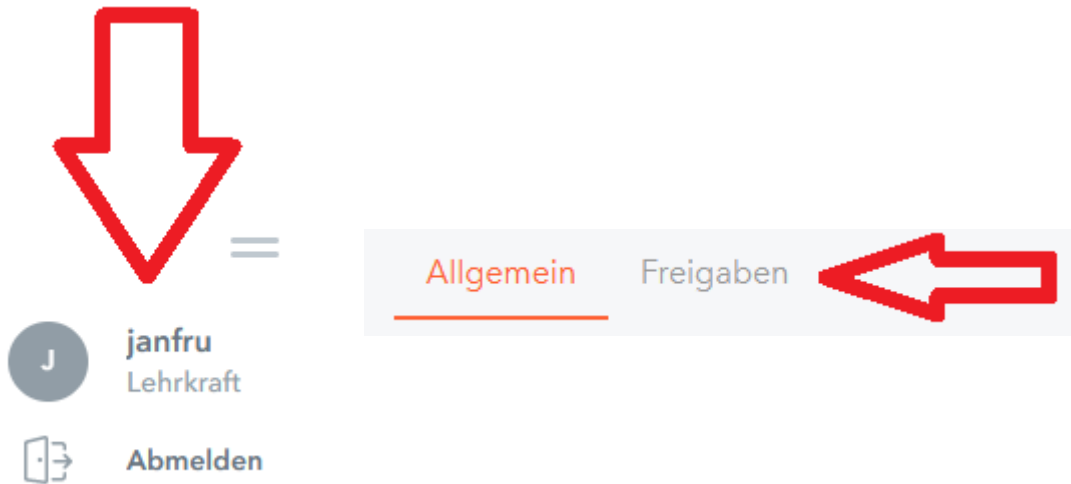 Allgemein Freigaben
J
janfru
Lehrkraft
Abmelden